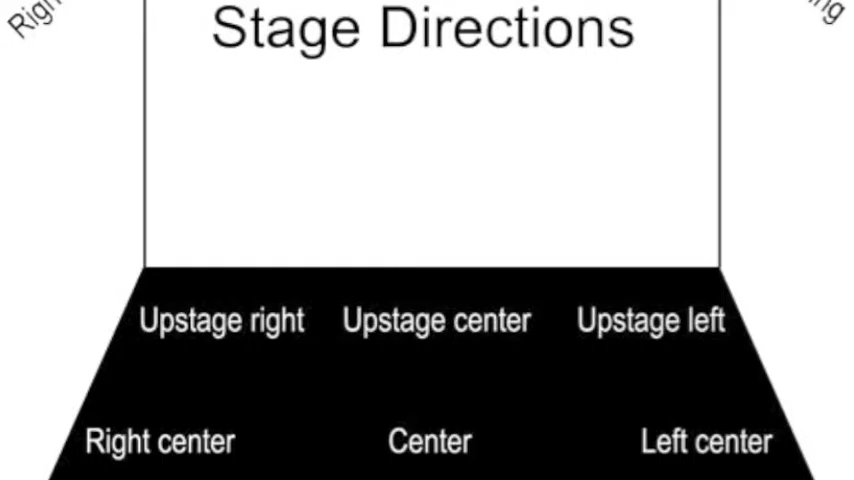 Stage Directions
Upstage right Upstage center Upstage left
Right center Center Left center